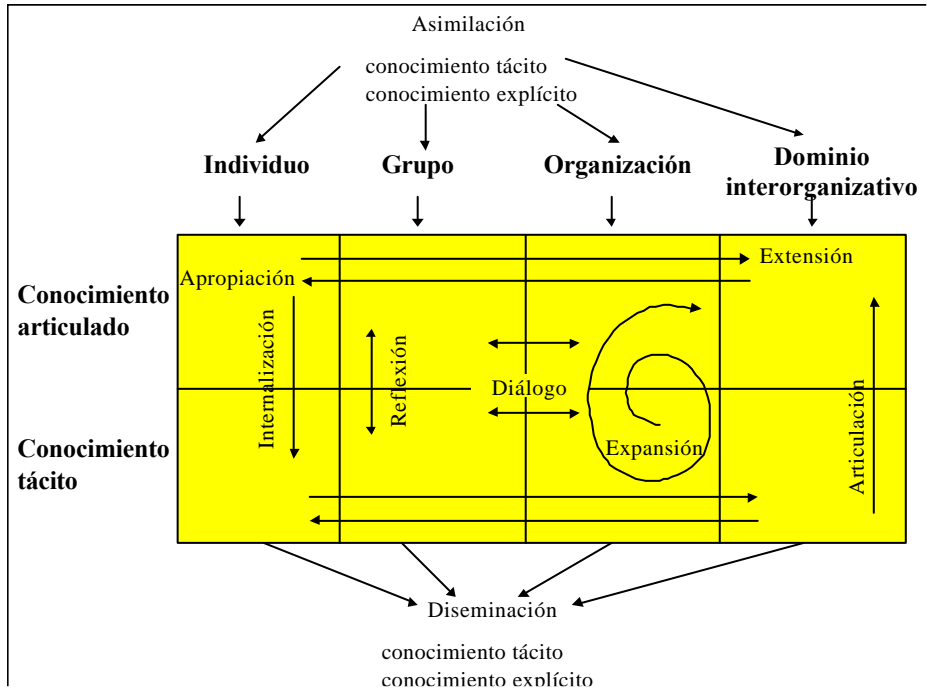 Asimilación
conocimiento tácito
conocimiento explícito
Individuo
Grupo
Organización
Dominio
interorganizativo
Conocimiento
articulado
Apropiación
Extensión
Internalización
Reflexión
Diálogo
Expansión
Articulación
Conocimiento
tácito
Diseminación
conocimiento tácito
conocimiento explícito